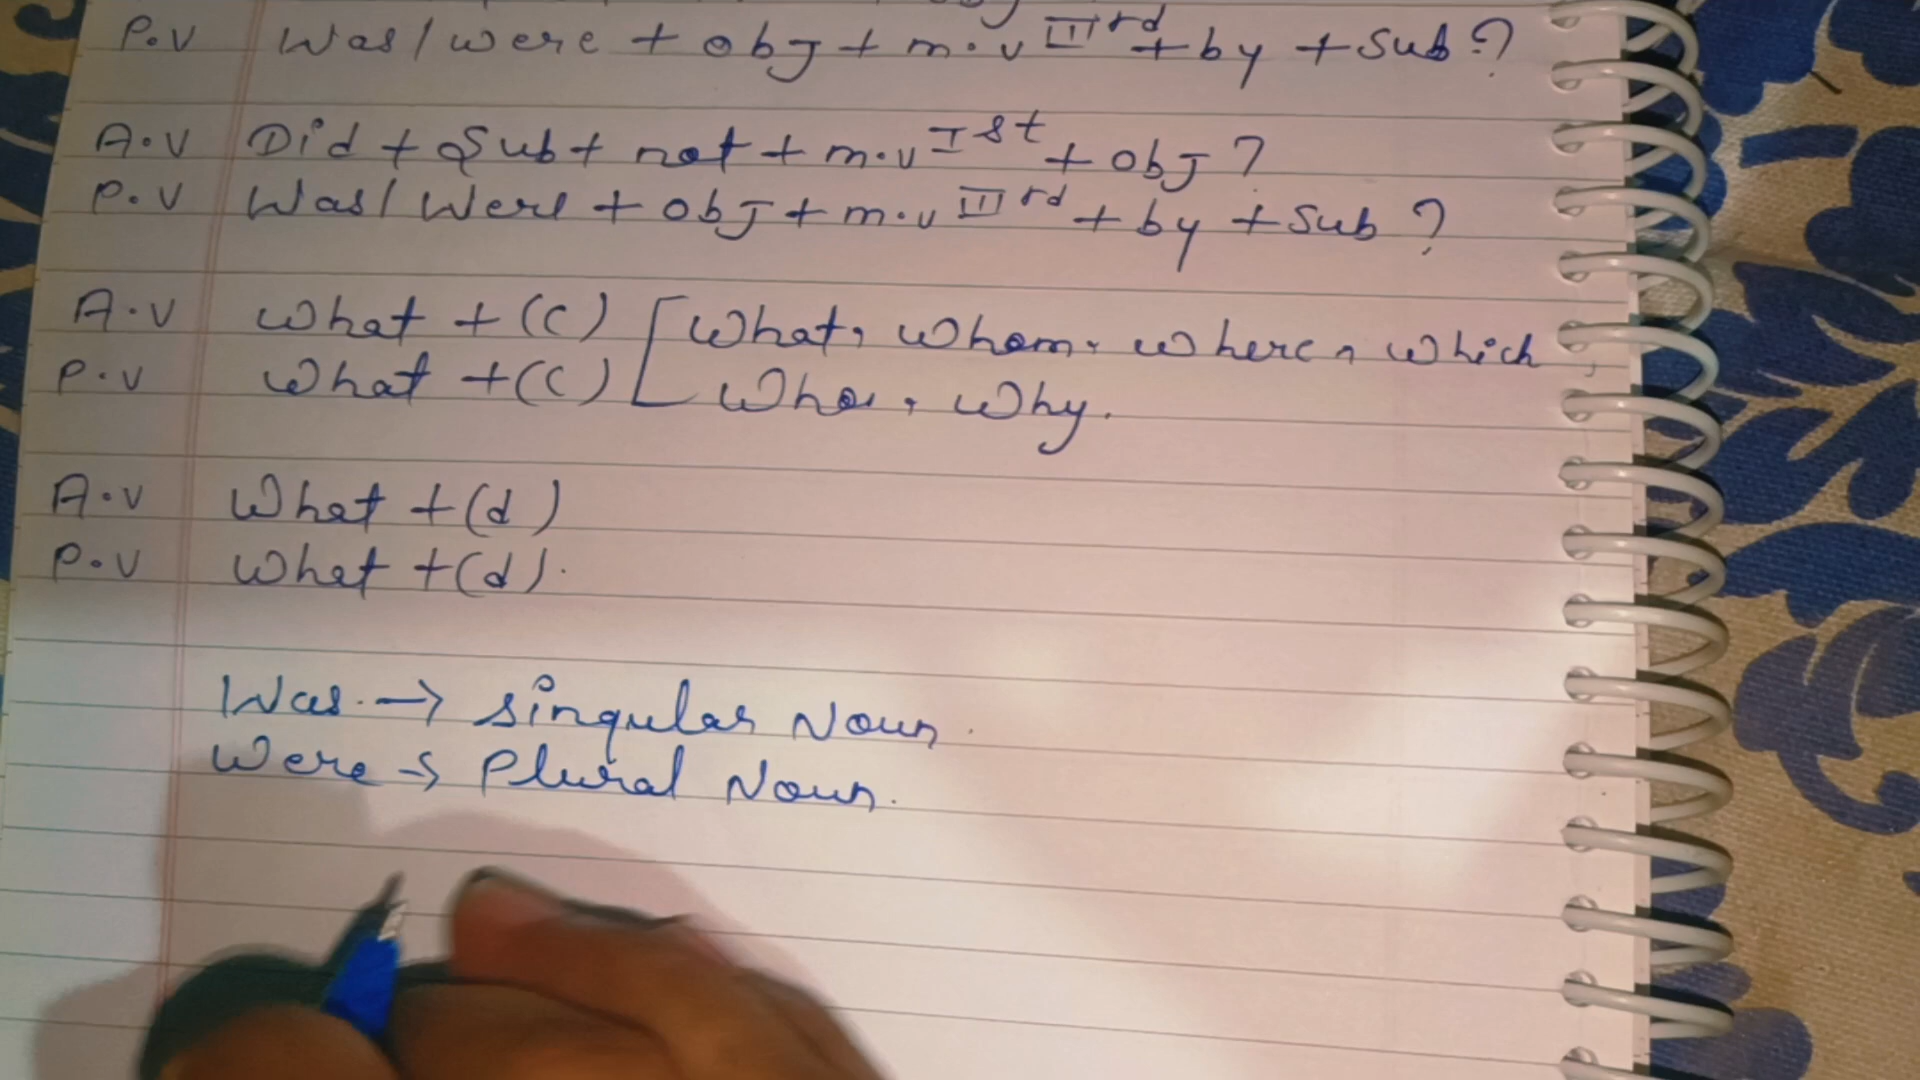 P.V Was/were + obj + m.v IIIrd + by + Sub ?
A.V Did + Sub + not + m.v Ist + obj ?
P.V Was/Were + obj + m.v IIIrd + by + Sub ?
A.V What + (c) [ What, Whom, where, which,
P.V What + (c) [ Who, Why.
A.V What + (d)
P.V What + (d).
Was → Singular Noun.
Were → Plural Noun.